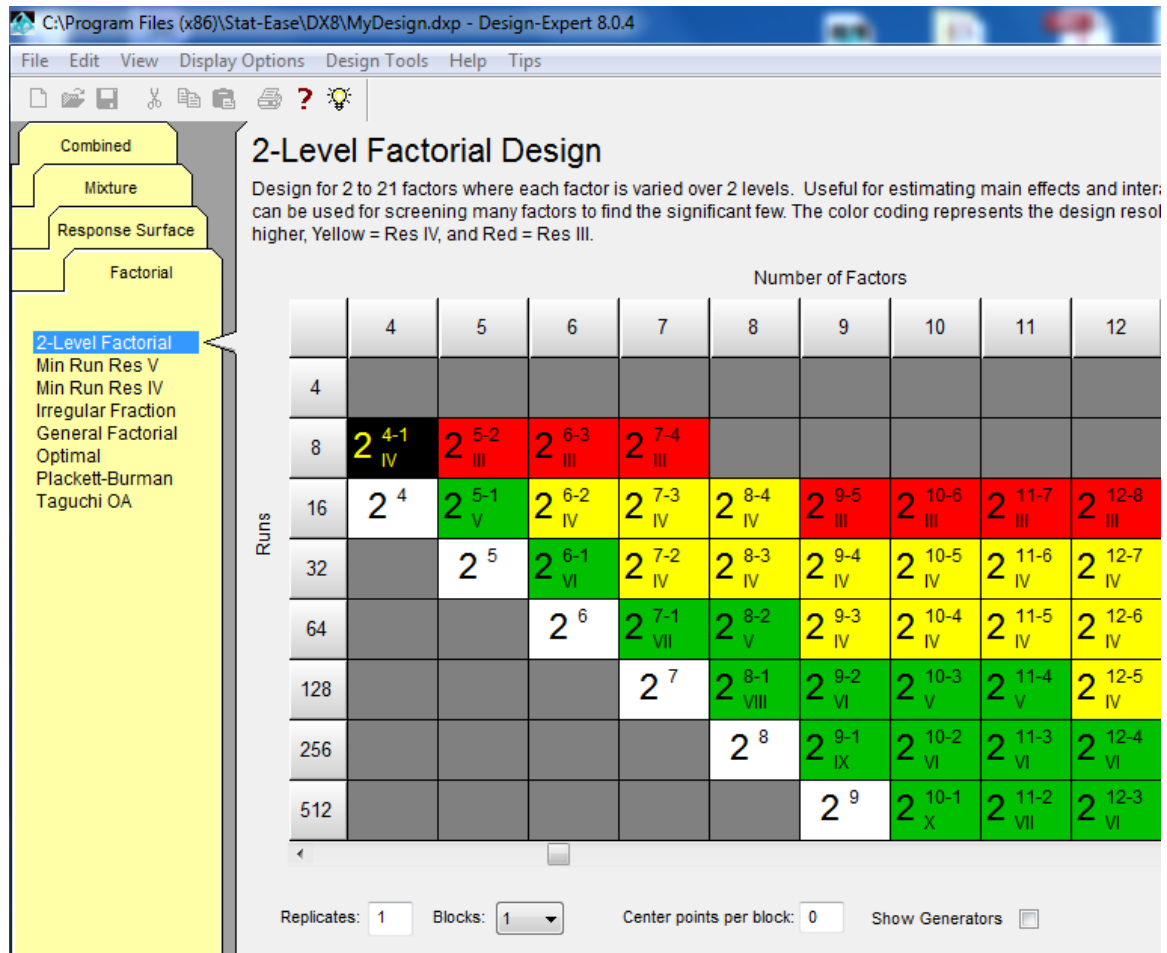 C:\Program Files (x86)\Stat-Ease\DX8\MyDesign.dxp - Design-Expert 8.0.4
File Edit View Display Options Design Tools Help Tips
Combined
Mixture
Response Surface
Factorial
2-Level Factorial
Min Run Res V
Min Run Res IV
Irregular Fraction
General Factorial
Optimal
Plackett-Burman
Taguchi OA
2-Level Factorial Design
Design for 2 to 21 factors where each factor is varied over 2 levels. Useful for estimating main effects and intera
can be used for screening many factors to find the significant few. The color coding represents the design resol
higher, Yellow = Res IV, and Red = Res III.
Number of Factors
4 5 6 7 8 9 10 11 12
Runs
4
8 2 4-1 IV 2 5-2 III 2 6-3 III 2 7-4 III
16 2 4 2 5-1 V 2 6-2 IV 2 7-3 IV 2 8-4 IV 2 9-5 III 2 10-6 III 2 11-7 III 2 12-8 III
32 2 5 2 6-1 VI 2 7-2 IV 2 8-3 IV 2 9-4 IV 2 10-5 IV 2 11-6 IV 2 12-7 IV
64 2 6 2 7-1 VII 2 8-2 V 2 9-3 IV 2 10-4 IV 2 11-5 IV 2 12-6 IV
128 2 7 2 8-1 VIII 2 9-2 VI 2 10-3 V 2 11-4 V 2 12-5 IV
256 2 8 2 9-1 IX 2 10-2 VI 2 11-3 VI 2 12-4 VI
512 2 9 2 10-1 X 2 11-2 VII 2 12-3 VI
Replicates: 1 Blocks: 1 Center points per block: 0 Show Generators